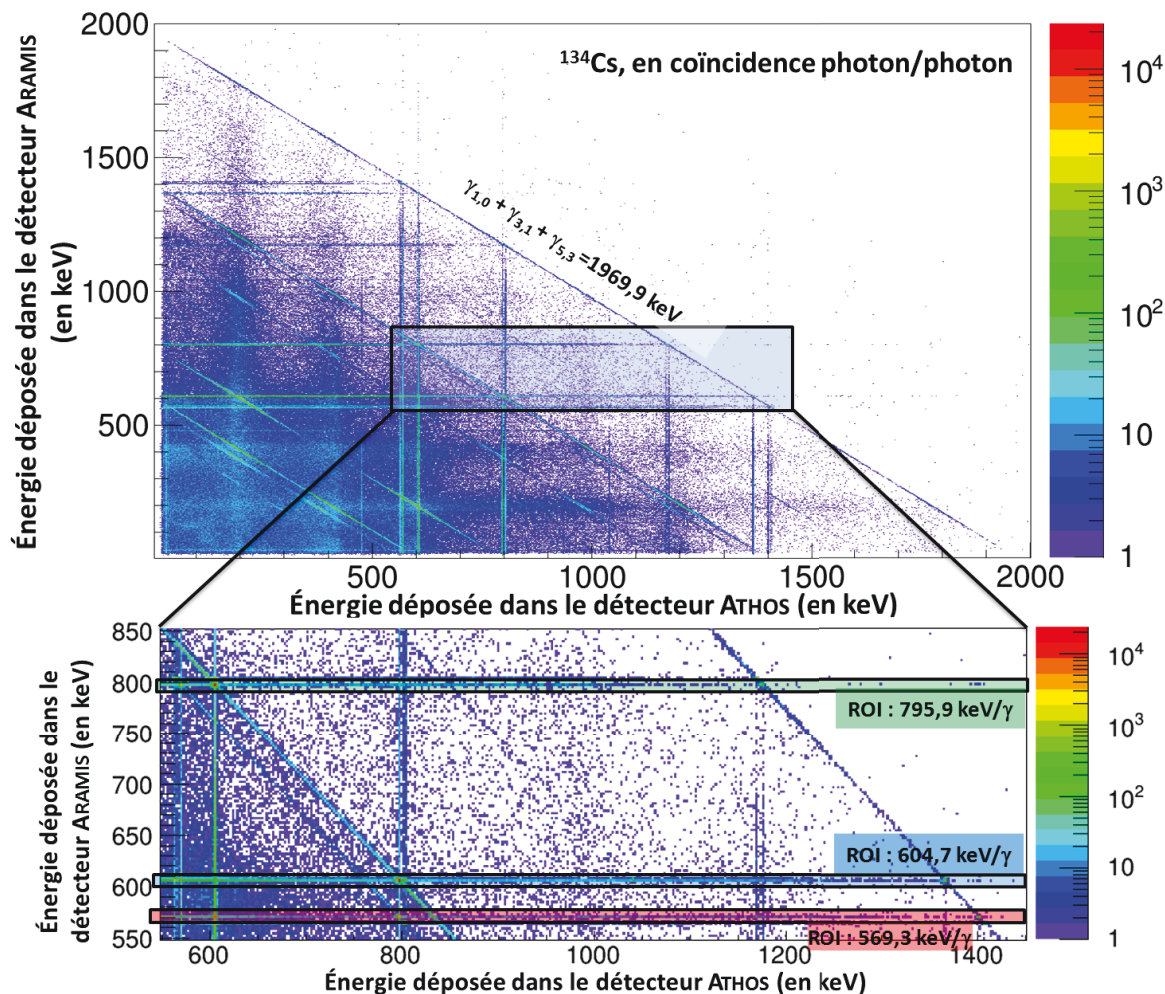 2000
1500
1000
500
Énergie déposée dans le détecteur ARAMIS
(en keV)
¹³⁴Cs, en coïncidence photon/photon
γ₁,₀ + γ₃,₁ + γ₅,₃ =1969,9 keV
10⁴
10³
10²
10
1
500 1000 1500 2000
Énergie déposée dans le détecteur ATHOS (en keV)
850
800
750
700
650
600
550
Énergie déposée dans le
détecteur ARAMIS (en keV)
ROI : 795,9 keV/γ
ROI : 604,7 keV/γ
ROI : 569,3 keV/γ
10⁴
10³
10²
10
1
600 800 1000 1200 1400
Énergie déposée dans le détecteur ATHOS (en keV)